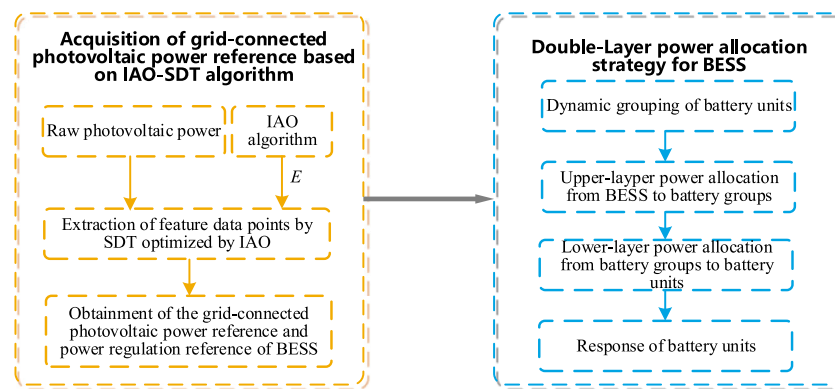 Acquisition of grid-connected
photovoltaic power reference based
on IAO-SDT algorithm
Raw photovoltaic power
IAO
algorithm
E
Extraction of feature data points by
SDT optimized by IAO
Obtainment of the grid-connected
photovoltaic power reference and
power regulation reference of BESS
Double-Layer power allocation
strategy for BESS
Dynamic grouping of battery units
Upper-layper power allocation
from BESS to battery groups
Lower-layer power allocation
from battery groups to battery
units
Response of battery units